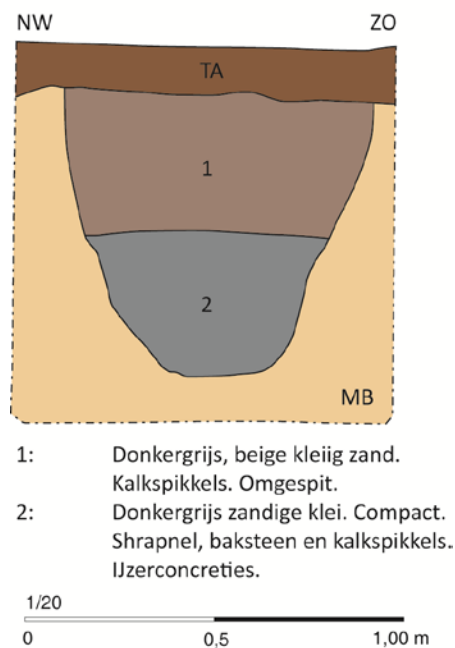 NW ZO
TA
1
2
MB
1: Donkergrijs, beige kleiig zand.
Kalkspikkels. Omgespit.
2: Donkergrijs zandige klei. Compact.
Shrapnel, baksteen en kalkspikkels.
IJzerconcreties.
1/20
0 0,5 1,00 m